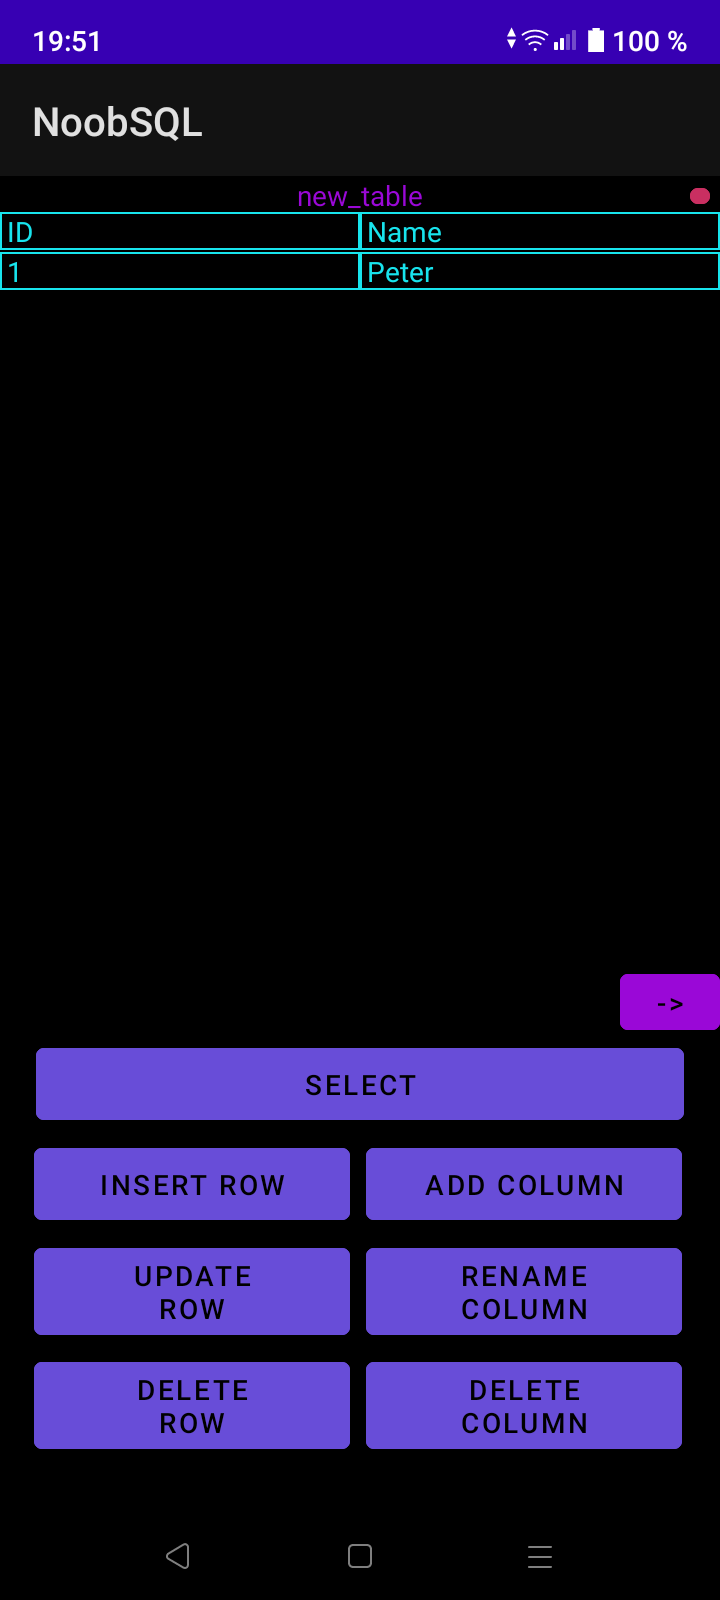 19:51 100 %
NoobSQL
new_table
ID Name
1 Peter
->
SELECT
INSERT ROW ADD COLUMN
UPDATE ROW
RENAME COLUMN
DELETE ROW
DELETE COLUMN